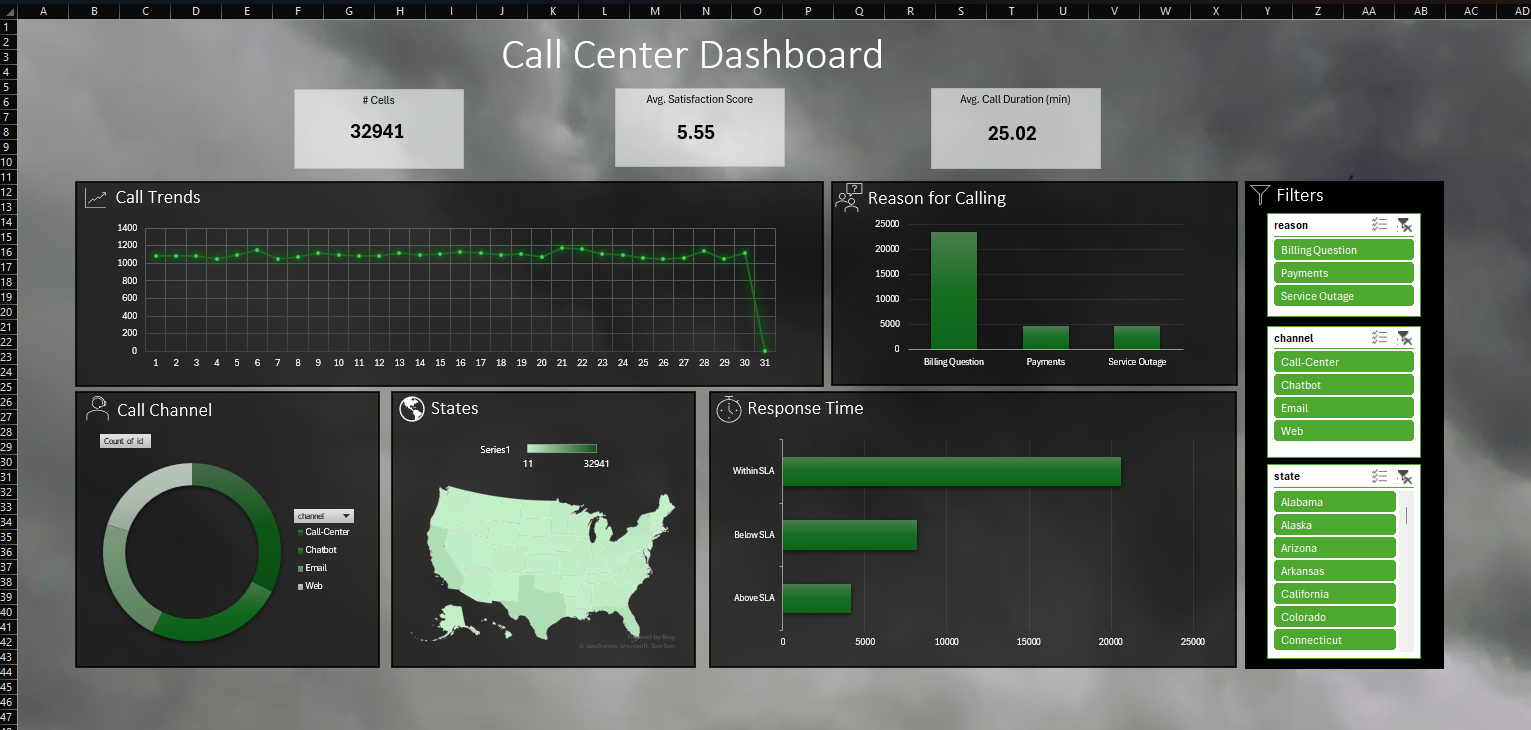 A B C D E F G H I J K L M N O P Q R S T U V W X Y Z AA AB AC AD
1
2
3
4
5
6
7
8
9
10
11
12
13
14
15
16
17
18
19
20
21
22
23
24
25
26
27
28
29
30
31
32
33
34
35
36
37
38
39
40
41
42
43
44
45
46
47
Call Center Dashboard
# Cells
32941
Avg. Satisfaction Score
5.55
Avg. Call Duration (min)
25.02
Call Trends
1400
1200
1000
800
600
400
200
0
1 2 3 4 5 6 7 8 9 10 11 12 13 14 15 16 17 18 19 20 21 22 23 24 25 26 27 28 29 30 31
Reason for Calling
25000
20000
15000
10000
5000
0
Billing Question Payments Service Outage
Filters
reason
Billing Question
Payments
Service Outage
channel
Call-Center
Chatbot
Email
Web
state
Alabama
Alaska
Arizona
Arkansas
California
Colorado
Connecticut
Call Channel
Count of id
channel
Call-Center
Chatbot
Email
Web
States
Series1
11 32941
Powered by Bing
© GeoNames, Microsoft, TomTom
Response Time
Within SLA
Below SLA
Above SLA
0 5000 10000 15000 20000 25000